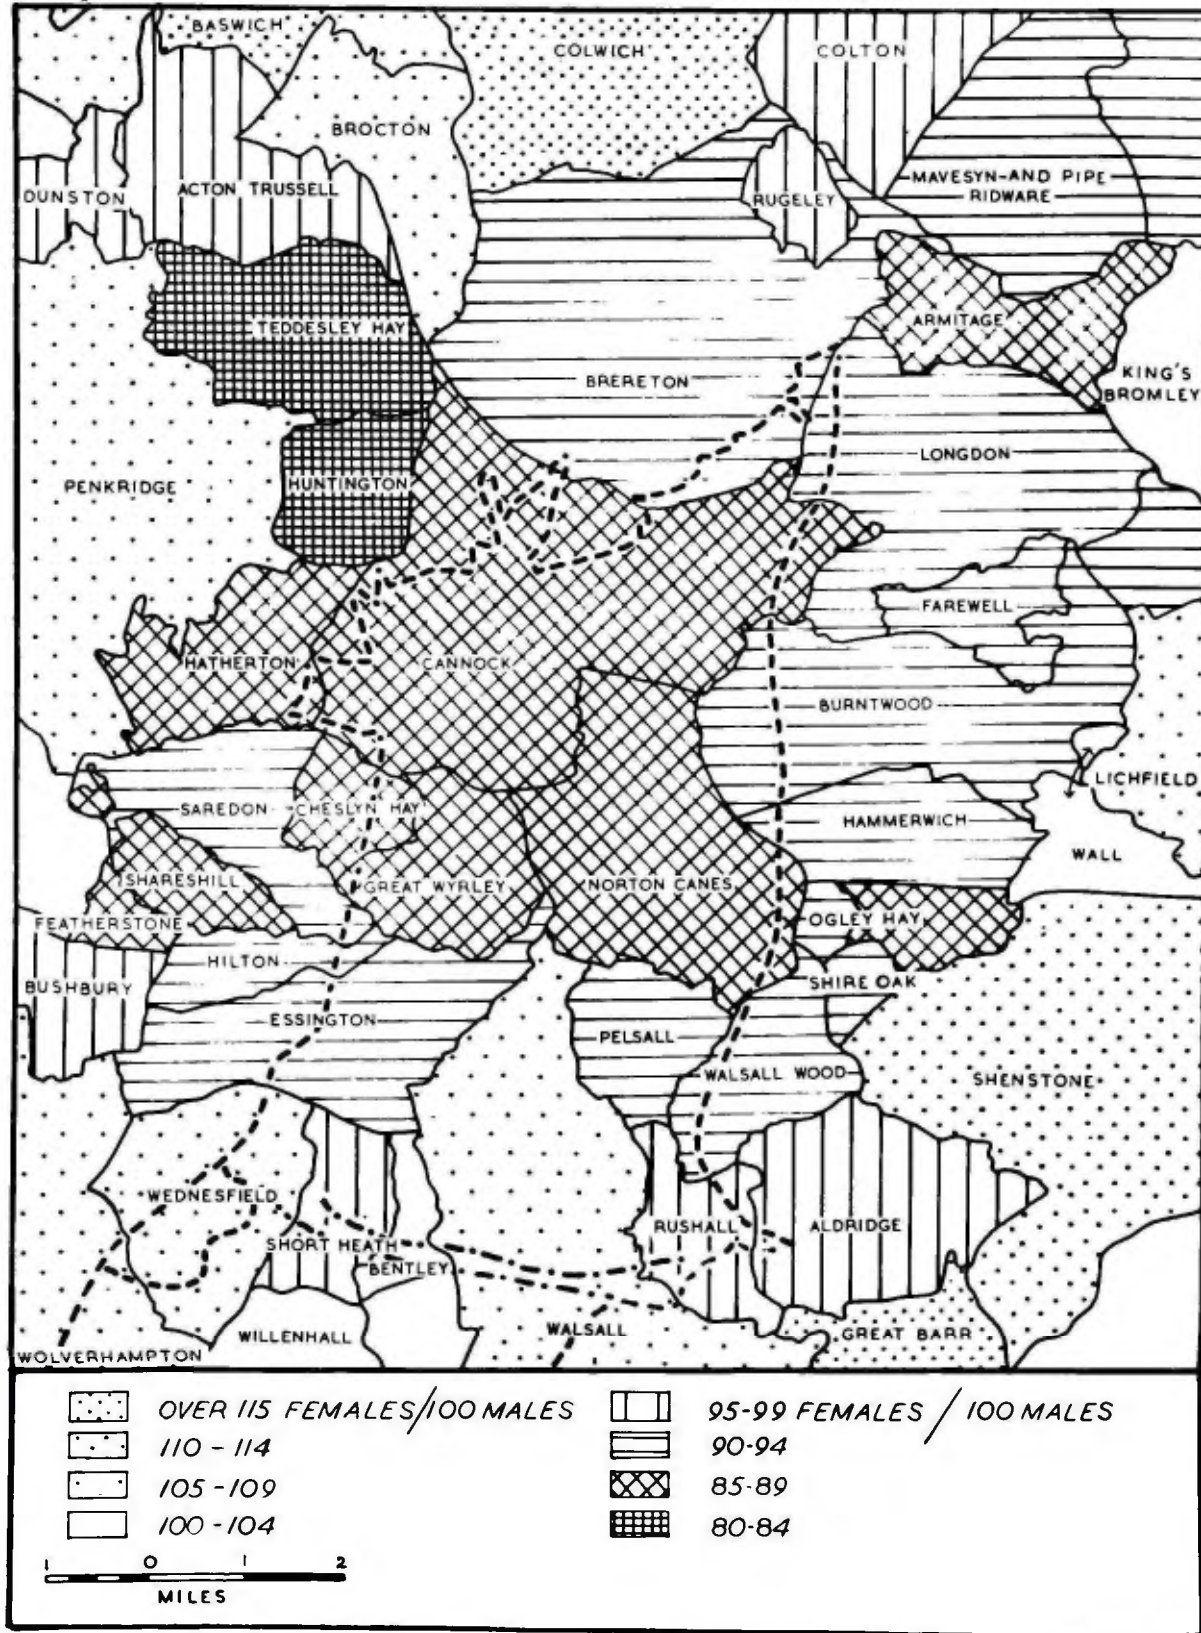 BASWICH
COLWICH
COLTON
BROCTON
DUNSTON
ACTON TRUSSELL
RUGELEY
MAVESYN-AND PIPE
RIDWARE
TEDDESLEY HAY
ARMITAGE
BRERETON
KING'S
BROMLEY
LONGDON
PENKRIDGE
HUNTINGTON
FAREWELL
HATHERTON
CANNOCK
BURNTWOOD
LICHFIELD
SAREDON
CHESLYN HAY
HAMMERWICH
WALL
SHARESHILL
GREAT WYRLEY
NORTON CANES
FEATHERSTONE
OGLEY HAY
HILTON
BUSHBURY
SHIRE OAK
ESSINGTON
PELSALL
WALSALL WOOD
SHENSTONE
WEDNESFIELD
RUSHALL
ALDRIDGE
SHORT HEATH
BENTLEY
WILLENHALL
WALSALL
GREAT BARR
WOLVERHAMPTON
OVER 115 FEMALES/100 MALES
110-114
105-109
100-104
95-99 FEMALES / 100 MALES
90-94
85-89
80-84
1 0 1 2
MILES